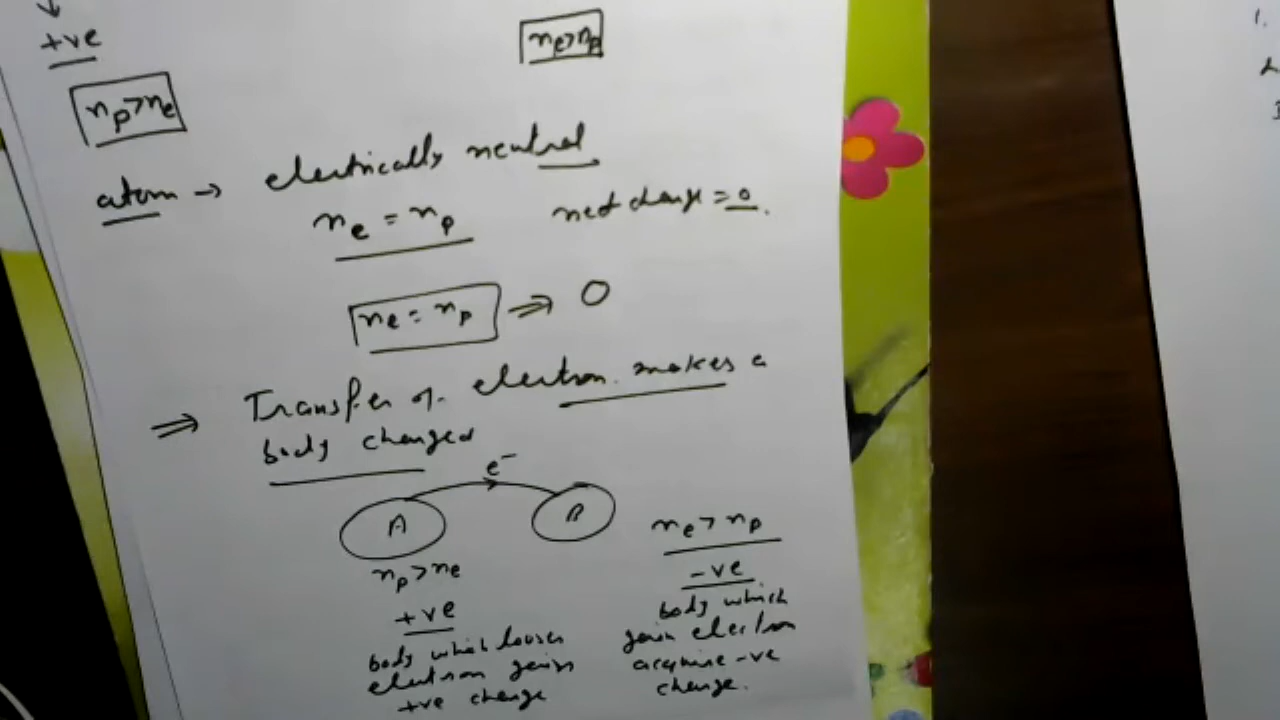 +ve
ne>np
np>ne
atom → electrically neutral
ne = np net charge = 0.
ne = np ⇒ 0
⇒ Transfer of electron makes a
body charged
e⁻
A B
np>ne
+ve
body which looses
electron gains
+ve charge
ne > np
-ve
body which
gain electron
acquire -ve
charge.
1.